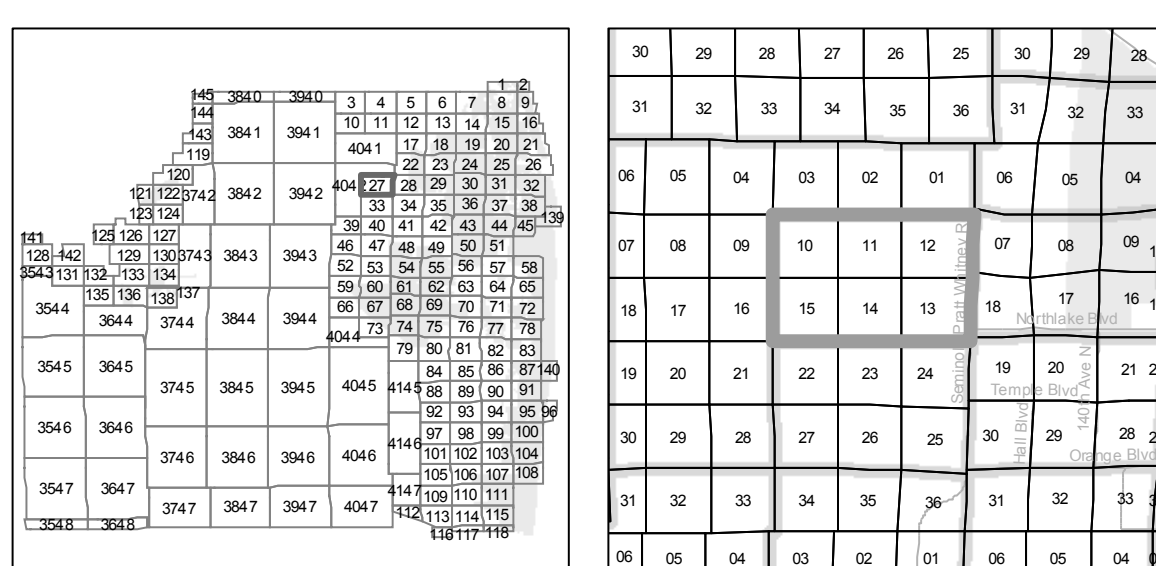 1 2
145 3840 3940 3 4 5 6 7 8 9
144 10 11 12 13 14 15 16
143 3841 3941
119 4041 17 18 19 20 21
120 22 23 24 25 26
121 122 3742 3842 3942 404 27 28 29 30 31 32
123 124 33 34 35 36 37 38
139
141 125 126 127 39 40 41 42 43 44 45
128 142 129 130 3743 3843 3943 46 47 48 49 50 51
3543 131 132 133 134 52 53 54 55 56 57 58
135 136 138 137 59 60 61 62 63 64 65
3544 3644 3744 3844 3944 66 67 68 69 70 71 72
4044 73 74 75 76 77 78
79 80 81 82 83
3545 3645 3745 3845 3945 4045 4145 84 85 86 87 140
88 89 90 91
3546 3646 92 93 94 95 96
3746 3846 3946 4046 4146 97 98 99 100
101 102 103 104
3547 3647 105 106 107 108
3747 3847 3947 4047 4147 109 110 111
3548 3648 112 113 114 115
116 117 118
30 29 28 27 26 25 30 29 28
31 32 33 34 35 36 31 32 33
06 05 04 03 02 01 06 05 04
07 08 09 10 11 12 07 08 09 1
18 17 16 15 14 13 18 17 16 1
Seminol Pratt Whitney R
Northlake Blvd
19 20 21 22 23 24 19 20 21 2
Temple Blvd
140th Ave N
Hall Blvd
30 29 28 27 26 25 30 29 28 2
Orange Blvd
31 32 33 34 35 36 31 32 33 3
06 05 04 03 02 01 06 05 04 0